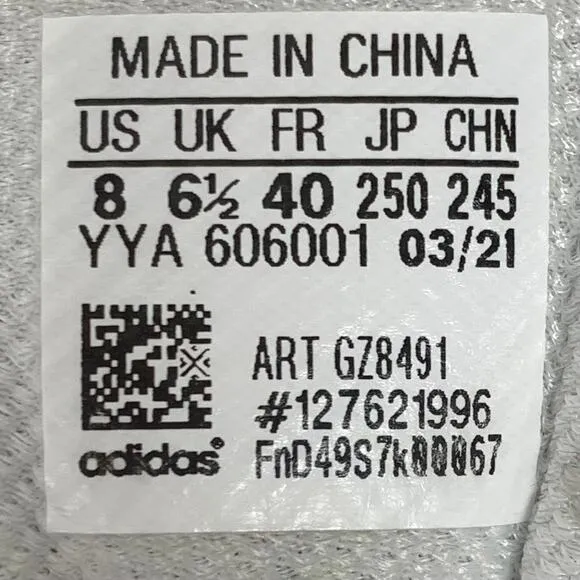 MADE IN CHINA
US UK FR JP CHN
8 6½ 40 250 245
YYA 606001 03/21
ART GZ8491
#127621996
adidas® FnD49S7k00067